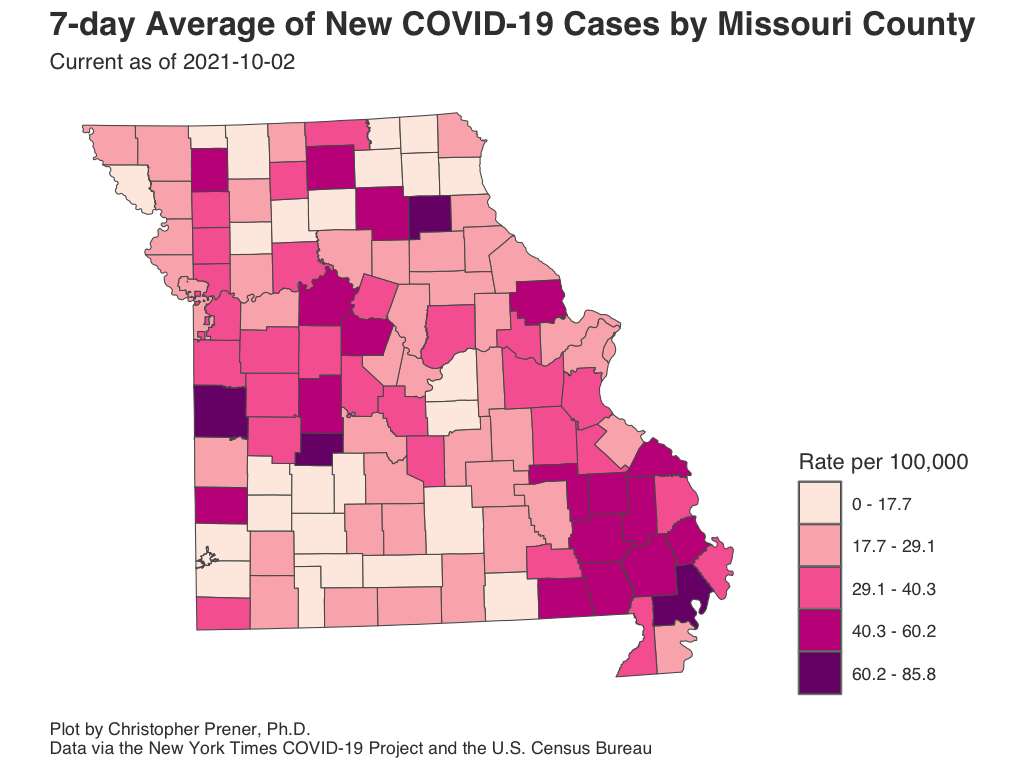 7-day Average of New COVID-19 Cases by Missouri County
Current as of 2021-10-02
Rate per 100,000
0 - 17.7
17.7 - 29.1
29.1 - 40.3
40.3 - 60.2
60.2 - 85.8
Plot by Christopher Prener, Ph.D.
Data via the New York Times COVID-19 Project and the U.S. Census Bureau